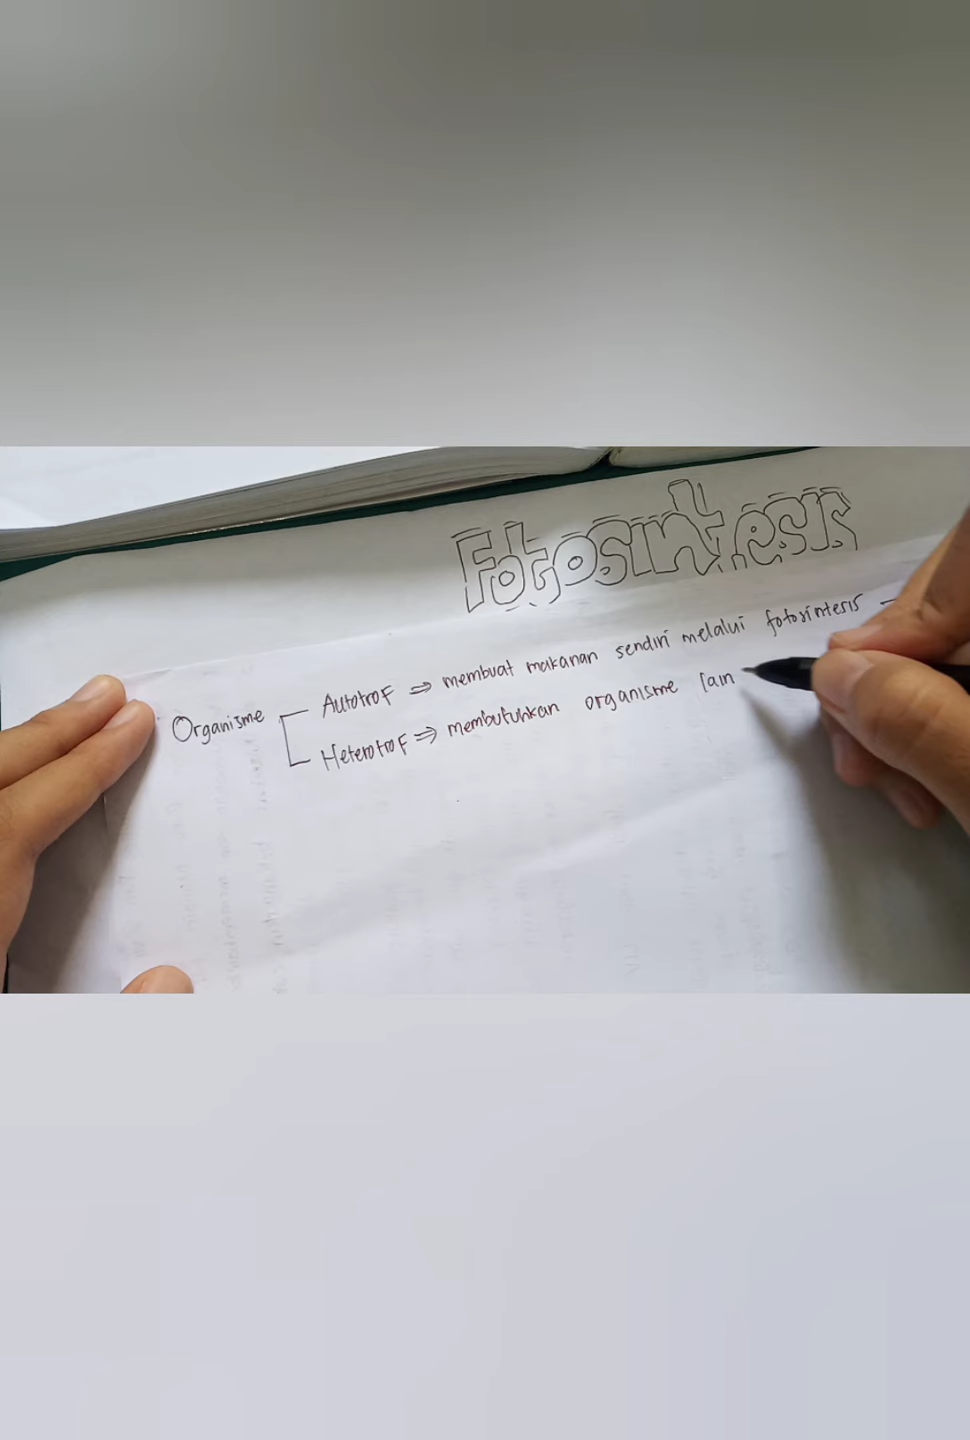 Fotosintesis
Organisme
Autotrof ⇒ membuat makanan sendiri melalui fotosintesis -
Heterotrof ⇒ membutuhkan organisme lain